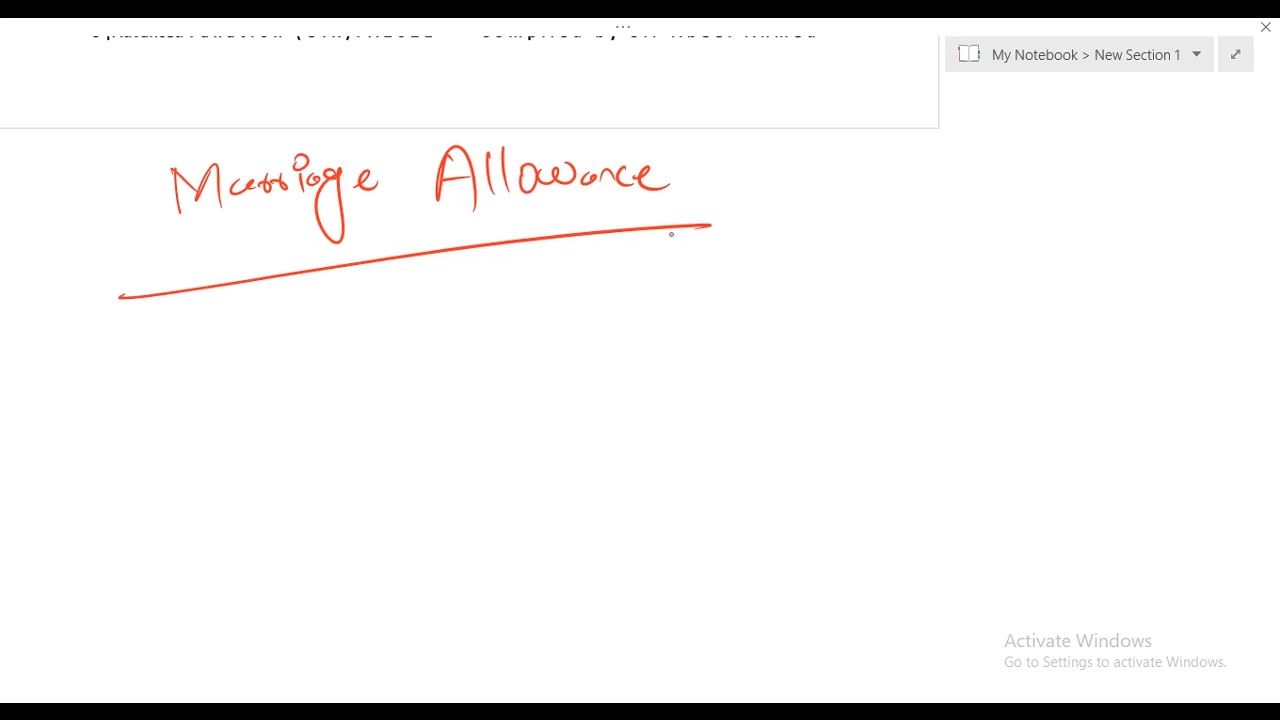 My Notebook > New Section 1
Marriage Allowance
Activate Windows
Go to Settings to activate Windows.